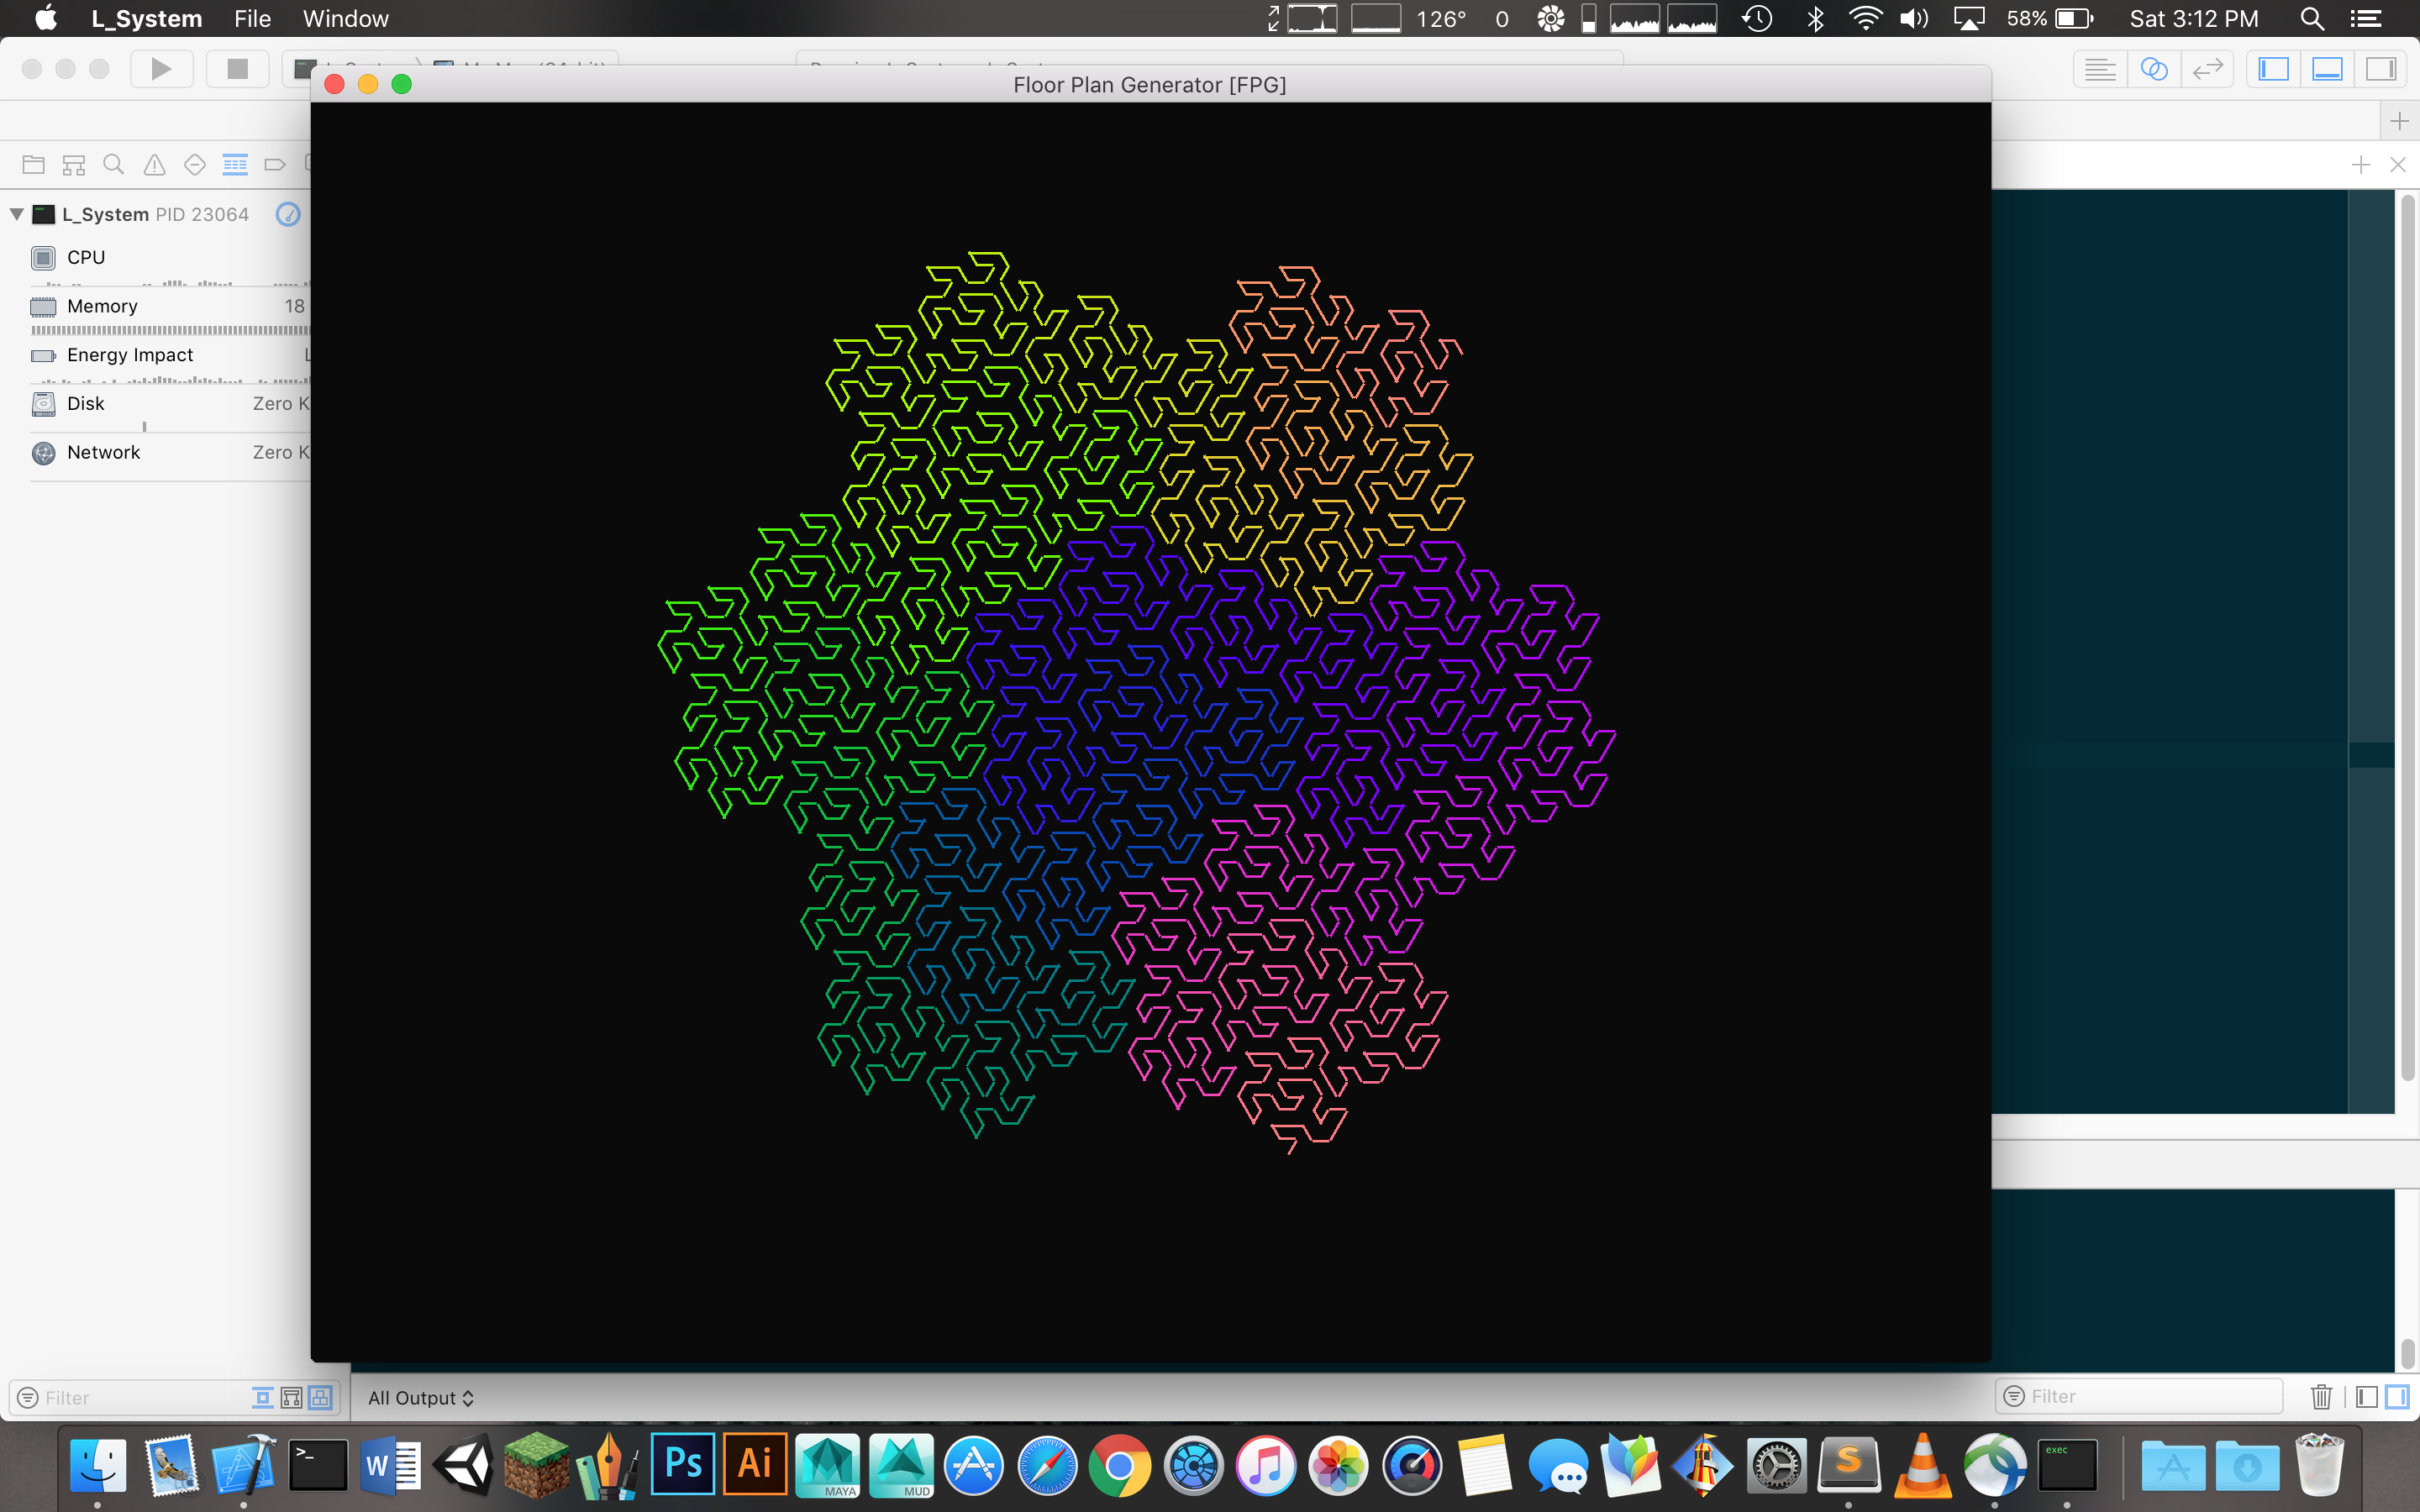 L_System File Window 126° 0 58% Sat 3:12 PM
Floor Plan Generator [FPG]
L_System PID 23064
CPU
Memory 18
Energy Impact
Disk Zero K
Network Zero K
Filter All Output Filter
>_ W Ps Ai MAYA MUD S exec